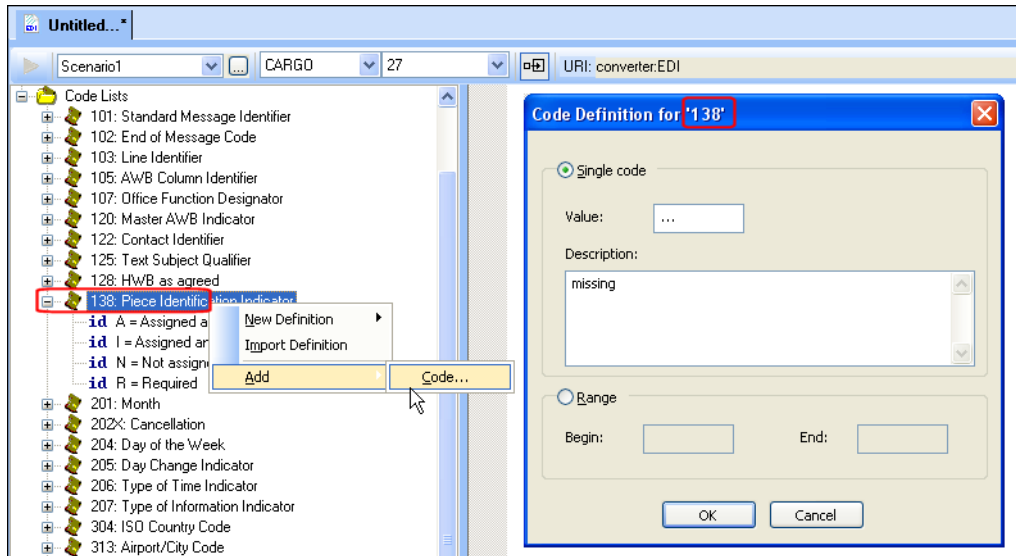 EDI Untitled...*
Scenario1 ... CARGO 27 URI: converter:EDI
Code Lists
101: Standard Message Identifier
102: End of Message Code
103: Line Identifier
105: AWB Column Identifier
107: Office Function Designator
120: Master AWB Indicator
122: Contact Identifier
125: Text Subject Qualifier
128: HWB as agreed
138: Piece Identification Indicator
id A = Assigned a
id I = Assigned an
id N = Not assign
id R = Required
201: Month
202X: Cancellation
204: Day of the Week
205: Day Change Indicator
206: Type of Time Indicator
207: Type of Information Indicator
304: ISO Country Code
313: Airport/City Code
New Definition
Import Definition
Add
Code...
Code Definition for '138'
Single code
Value: ...
Description:
missing
Range
Begin: End:
OK Cancel